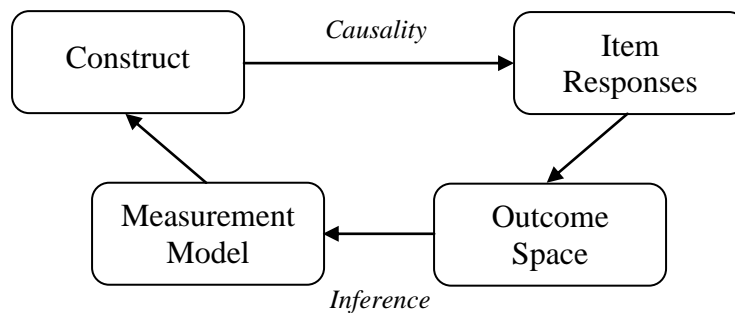 Causality
Construct
Item
Responses
Measurement
Model
Outcome
Space
Inference